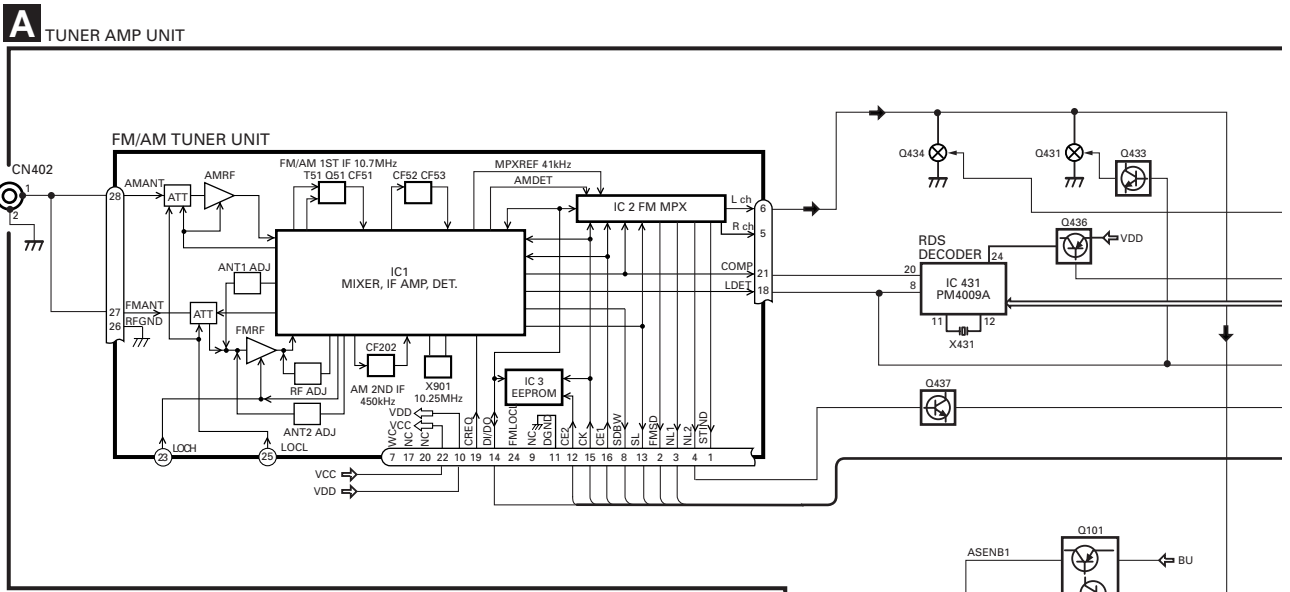 A TUNER AMP UNIT
FM/AM TUNER UNIT
CN402
1
2
28
AMANT
ATT
AMRF
FM/AM 1ST IF 10.7MHz
T51 Q51 CF51
CF52 CF53
MPXREF 41kHz
AMDET
IC 2 FM MPX
L ch
6
R ch
5
COMP
21
LDET
18
IC1
MIXER, IF AMP, DET.
ANT1 ADJ
27
FMANT
26
RFGND
ATT
FMRF
RF ADJ
ANT2 ADJ
CF202
AM 2ND IF
450kHz
X901
10.25MHz
IC 3
EEPROM
VDD
VCC
23
LOCH
25
LOCL
WC
NC
NC
CREQ
DI/DO
FMLOCL
NC
DGND
CE2
CK
CE1
SDBW
SL
FMSD
NL1
NL2
STIND
7 17 20 22 10 19 14 24 9 11 12 15 16 8 13 2 3 4 1
VCC
VDD
Q434
Q431
Q433
Q436
VDD
RDS
DECODER
24
20
8
IC 431
PM4009A
11
12
X431
Q437
Q101
ASENB1
BU